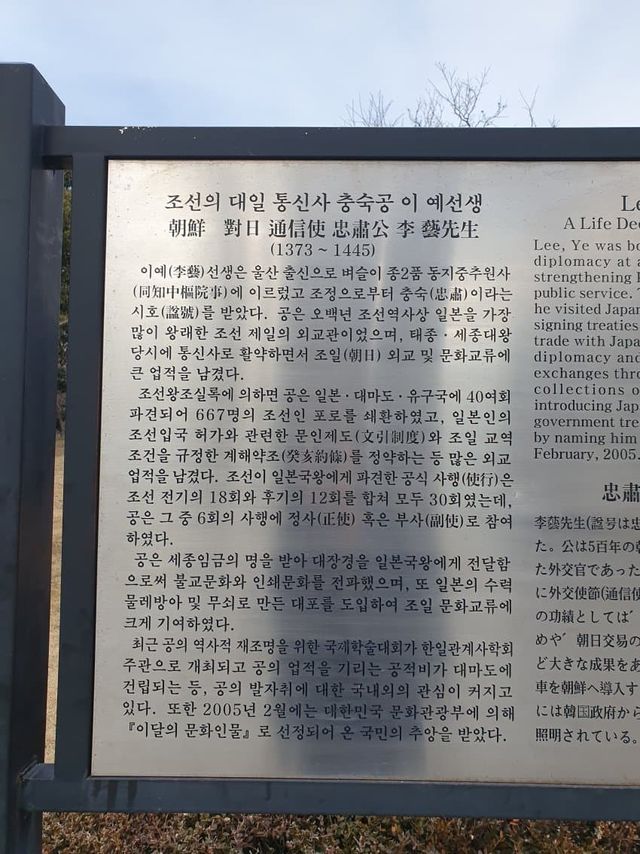 조선의 대일 통신사 충숙공 이 예선생
朝鮮 對日 通信使 忠肅公 李 藝先生
(1373 ~ 1445)
이예(李藝)선생은 울산 출신으로 벼슬이 종2품 동지중추원사
(同知中樞院事)에 이르렀고 조정으로부터 충숙(忠肅)이라는
시호(諡號)를 받았다. 공은 오백년 조선역사상 일본을 가장
많이 왕래한 조선 제일의 외교관이었으며, 태종·세종대왕
당시에 통신사로 활약하면서 조일(朝日) 외교 및 문화교류에
큰 업적을 남겼다.
조선왕조실록에 의하면 공은 일본·대마도·유구국에 40여회
파견되어 667명의 조선인 포로를 쇄환하였고, 일본인의
조선입국 허가와 관련한 문인제도(文引制度)와 조일 교역
조건을 규정한 계해약조(癸亥約條)를 정약하는 등 많은 외교
업적을 남겼다. 조선이 일본국왕에게 파견한 공식 사행(使行)은
조선 전기의 18회와 후기의 12회를 합쳐 모두 30회였는데,
공은 그 중 6회의 사행에 정사(正使) 혹은 부사(副使)로 참여
하였다.
공은 세종임금의 명을 받아 대장경을 일본국왕에게 전달함
으로써 불교문화와 인쇄문화를 전파했으며, 또 일본의 수력
물레방아 및 무쇠로 만든 대포를 도입하여 조일 문화교류에
크게 기여하였다.
최근 공의 역사적 재조명을 위한 국제학술대회가 한일관계사학회
주관으로 개최되고 공의 업적을 기리는 공적비가 대마도에
건립되는 등, 공의 발자취에 대한 국내외의 관심이 커지고
있다. 또한 2005년 2월에는 대한민국 문화관광부에 의해
『이달의 문화인물』로 선정되어 온 국민의 추앙을 받았다.
Le
A Life De
Lee, Ye was bo
diplomacy at a
strengthening
public service.
he visited Japan
signing treaties
trade with Japa
diplomacy and
exchanges thro
collections o
introducing Jap
government tre
by naming him
February, 2005.
忠肅
李藝先生(諡号は忠
た。公は5百年の朝
た外交官であった
に外交使節(通信使
の功績としては
めや 朝日交易の
ど大きな成果をあ
車を朝鮮へ導入す
には韓国政府から
照明されている。